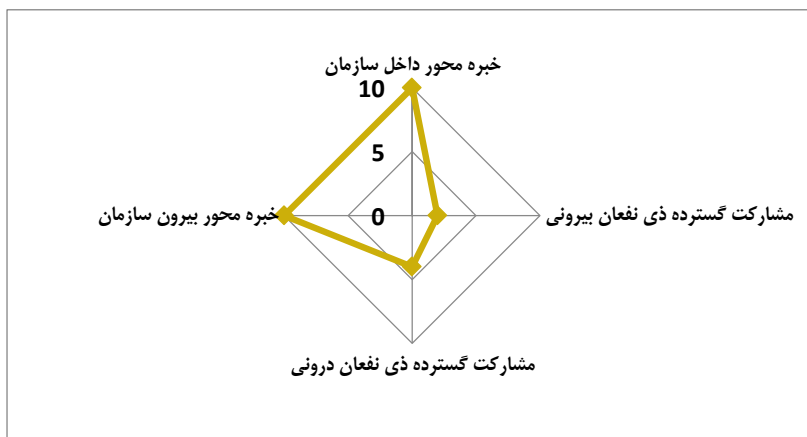 خبره محور داخل سازمان
10
5
0
مشارکت گسترده ذی نفعان بیرونی
خبره محور بیرون سازمان
مشارکت گسترده ذی نفعان درونی